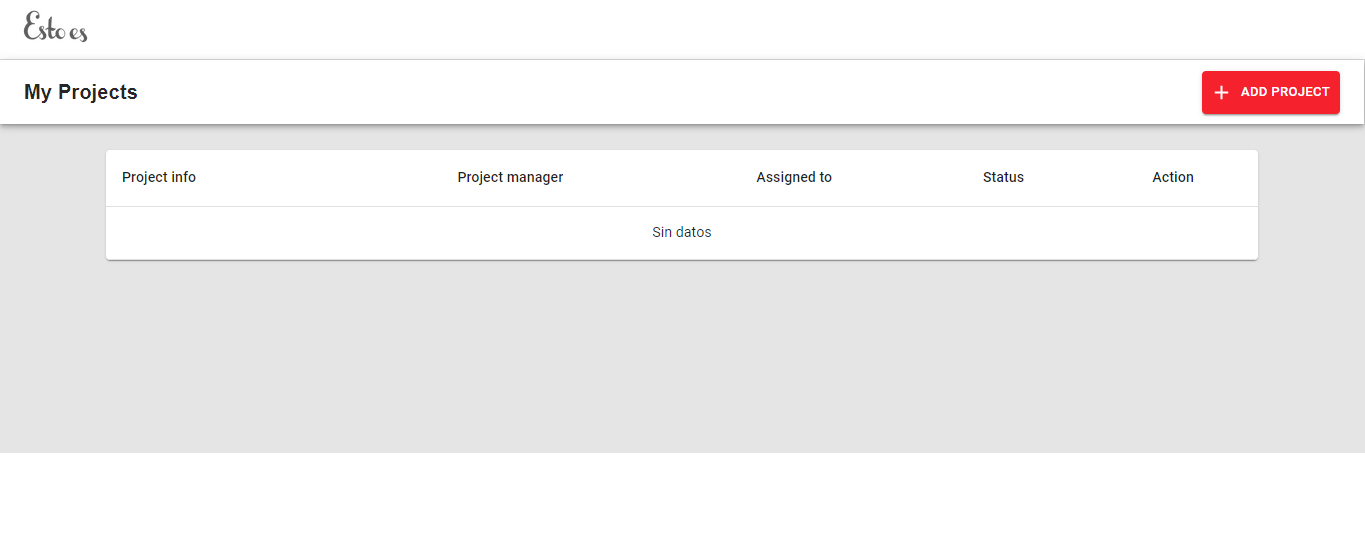 Esto es
My Projects
ADD PROJECT
Project info Project manager Assigned to Status Action
Sin datos